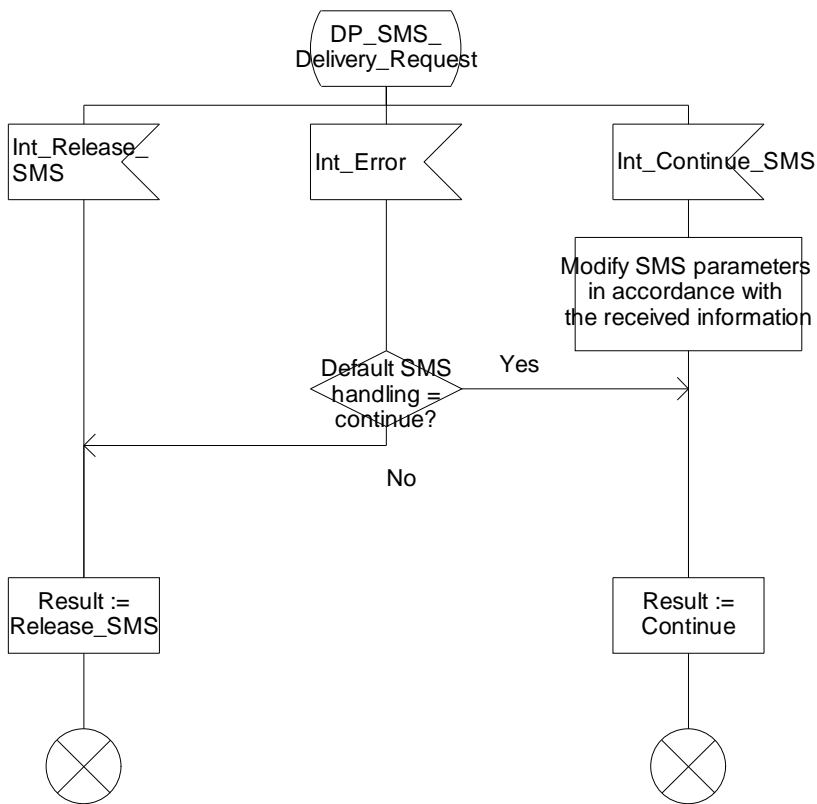 DP_SMS_
Delivery_Request
Int_Release_
SMS
Int_Error
Int_Continue_SMS
Modify SMS parameters
in accordance with
the received information
Default SMS
handling =
continue?
Yes
No
Result :=
Release_SMS
Result :=
Continue